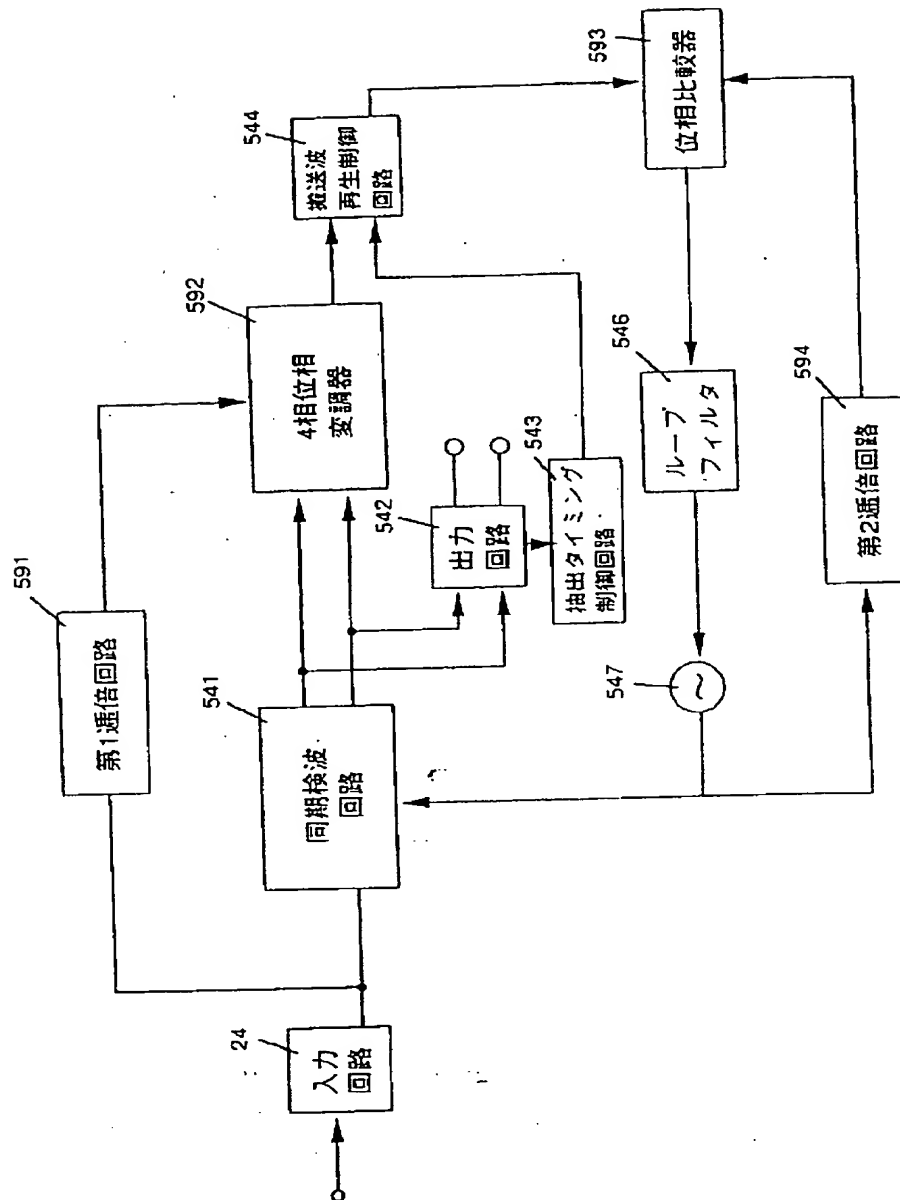 591
第1逓倍回路
24
入力
回路
541
同期検波
回路
592
4相位相
変調器
544
搬送波
再生制御
回路
593
位相比較器
542
出力
回路
543
抽出タイミング
制御回路
546
ループ
フィルタ
547
594
第2逓倍回路